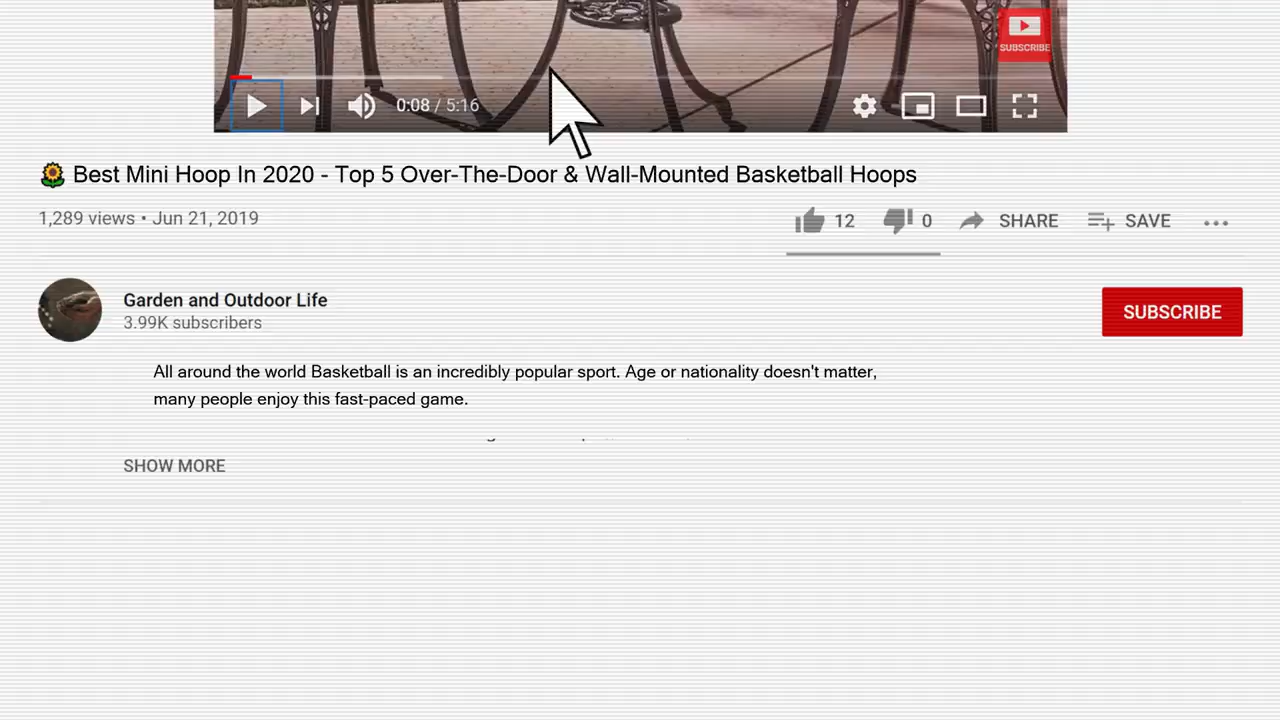 SUBSCRIBE
0:08 / 5:16
🌻 Best Mini Hoop In 2020 - Top 5 Over-The-Door & Wall-Mounted Basketball Hoops
1,289 views • Jun 21, 2019
12 0 SHARE SAVE
Garden and Outdoor Life
3.99K subscribers
SUBSCRIBE
All around the world Basketball is an incredibly popular sport. Age or nationality doesn't matter,
many people enjoy this fast-paced game.
SHOW MORE